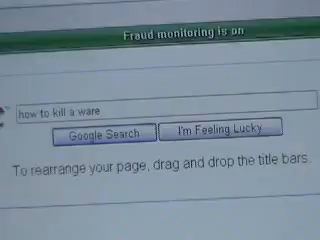 Fraud monitoring is on
how to kill a ware
Google Search
I'm Feeling Lucky
To rearrange your page, drag and drop the title bars.